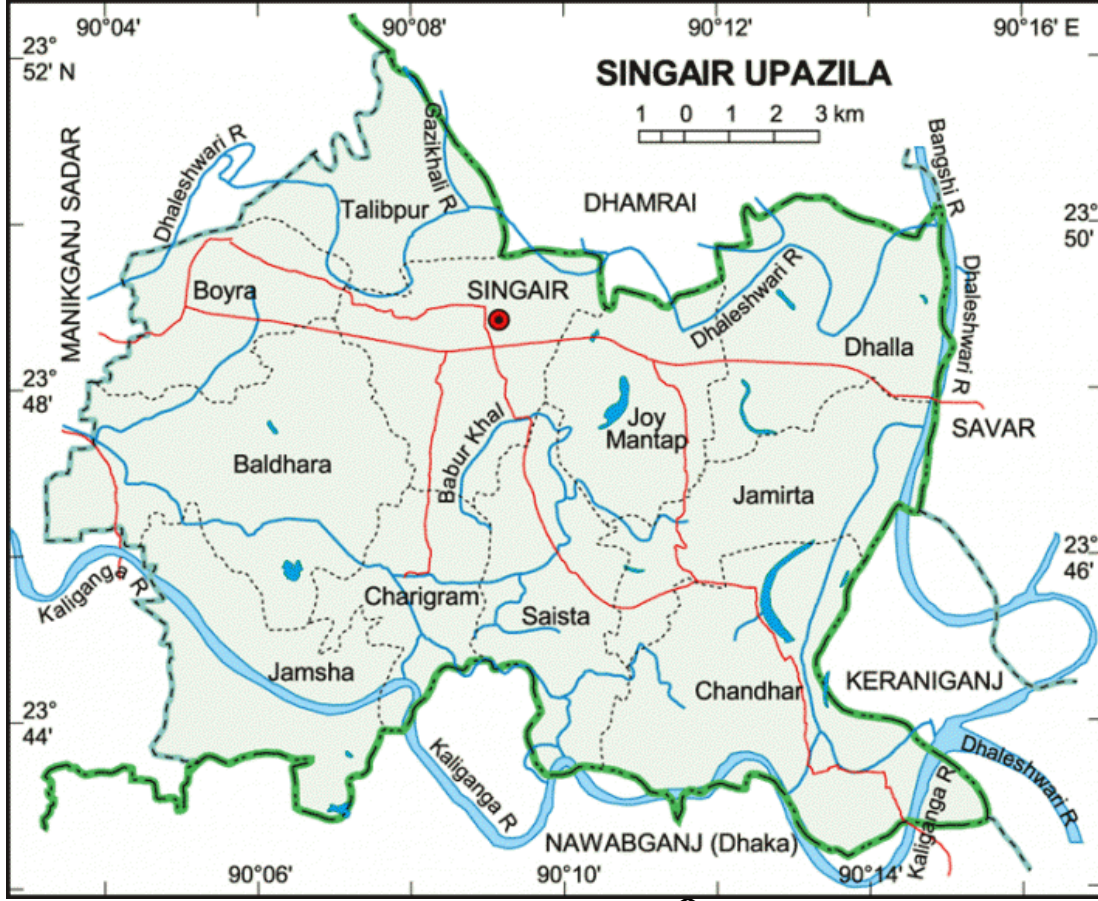 90°04'
90°08'
90°12'
90°16' E
23°
52' N
SINGAIR UPAZILA
1 0 1 2 3 km
MANIKGANJ SADAR
Dhaleshwari R
Gazikhali R
Bangshi R
Talibpur
DHAMRAI
23°
50'
Boyra
SINGAIR
Dhaleshwari R
Dhaleshwari R
Dhalla
23°
48'
Joy
Mantap
SAVAR
Baldhara
Babur Khal
Jamirta
23°
46'
Kaliganga R
Charigram
Saista
Jamsha
Chandhar
KERANIGANJ
23°
44'
Kaliganga R
Dhaleshwari R
Kaliganga R
NAWABGANJ (Dhaka)
90°06'
90°10'
90°14'